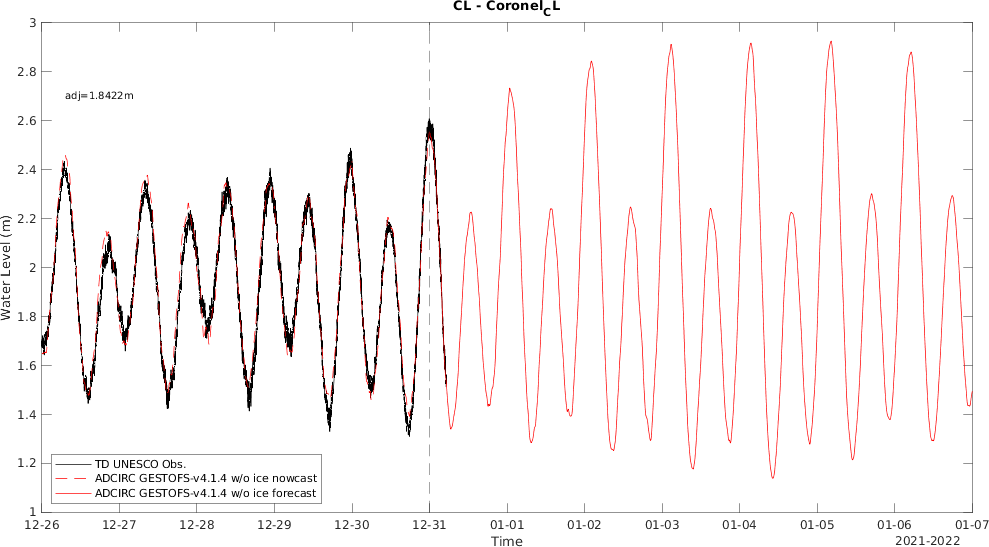 CL - Coronel_CL
3
2.8
adj=1.8422m
2.6
2.4
2.2
2
1.8
1.6
1.4
1.2
1
Water Level (m)
TD UNESCO Obs.
ADCIRC GESTOFS-v4.1.4 w/o ice nowcast
ADCIRC GESTOFS-v4.1.4 w/o ice forecast
12-26 12-27 12-28 12-29 12-30 12-31 01-01 01-02 01-03 01-04 01-05 01-06 01-07
Time
2021-2022